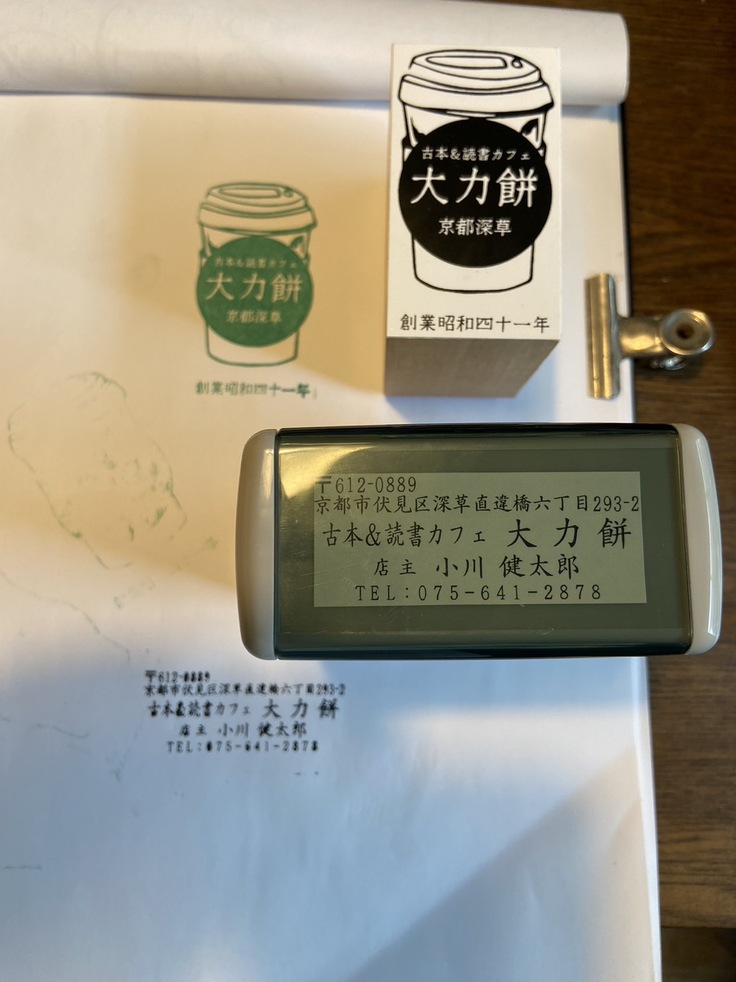 古本&読書カフェ
大力餅
京都深草
創業昭和四十一年
古本&読書カフェ
大力餅
京都深草
創業昭和四十一年
〒612-0889
京都市伏見区深草直違橋六丁目293-2
古本&読書カフェ 大力餅
店主 小川 健太郎
TEL:075-641-2878
〒612-0889
京都市伏見区深草直違橋六丁目293-2
古本&読書カフェ 大力餅
店主 小川 健太郎
TEL:075-641-2878